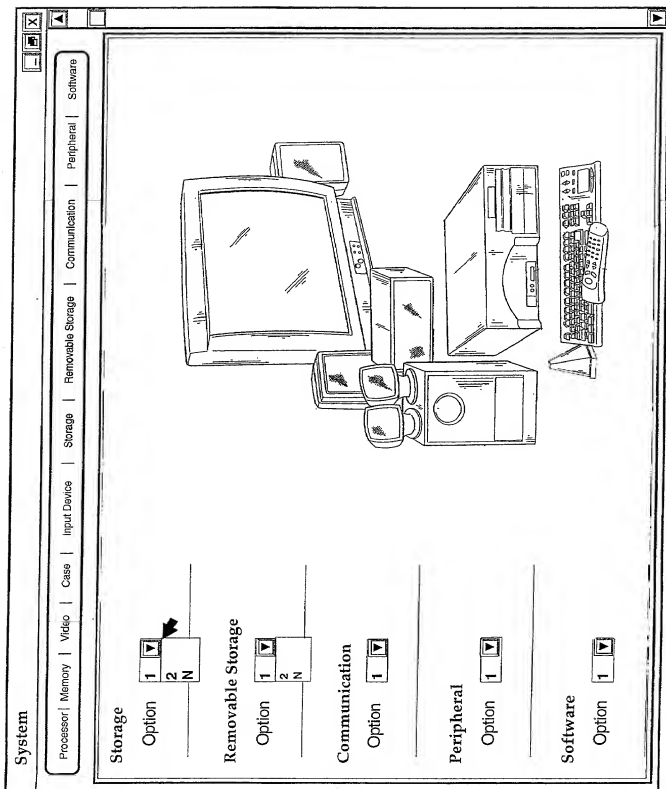 System
Processor | Memory | Video | Case | Input Device | Storage | Removable Storage | Communication | Peripheral | Software
Storage
Option 1
2
N
Removable Storage
Option 1
2
N
Communication
Option 1
Peripheral
Option 1
Software
Option 1